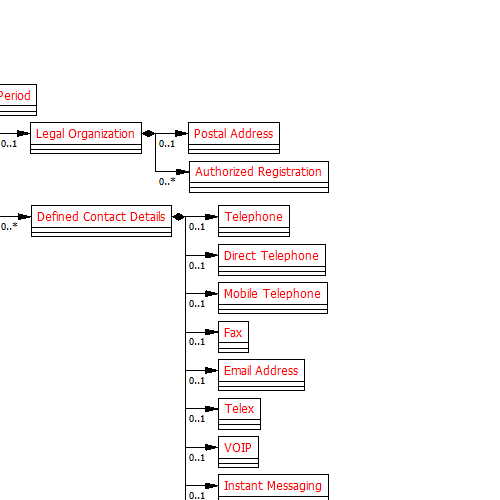 Period
0..1
Legal Organization
0..1
Postal Address
0..*
Authorized Registration
0..*
Defined Contact Details
0..1
Telephone
0..1
Direct Telephone
0..1
Mobile Telephone
0..1
Fax
0..1
Email Address
0..1
Telex
0..1
VOIP
0..1
Instant Messaging